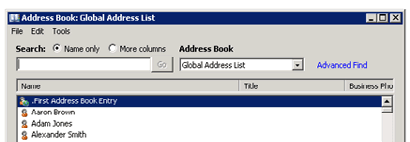 Address Book: Global Address List
File Edit Tools
Search: Name only More columns Address Book
Go Global Address List Advanced Find
Name Title Business Pho
.First Address Book Entry
Aaron Brown
Adam Jones
Alexander Smith